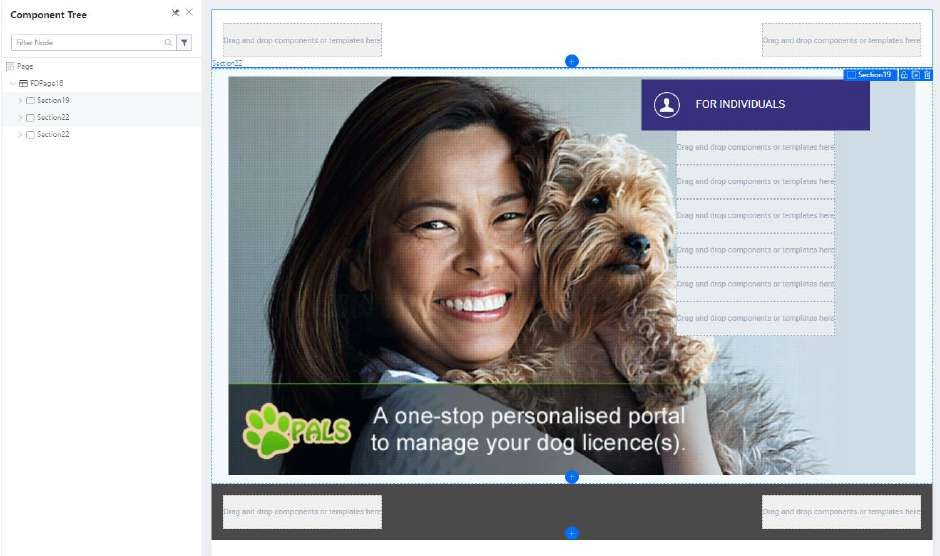 Component Tree
Filter Node
Page
FDPage18
Section19
Section22
Section22
Drag and drop components or templates here
Drag and drop components or templates here
Section22
Section19
FOR INDIVIDUALS
Drag and drop components or templates here
Drag and drop components or templates here
Drag and drop components or templates here
Drag and drop components or templates here
Drag and drop components or templates here
Drag and drop components or templates here
PALS
A one-stop personalised portal
to manage your dog licence(s).
Drag and drop components or templates here
Drag and drop components or templates here